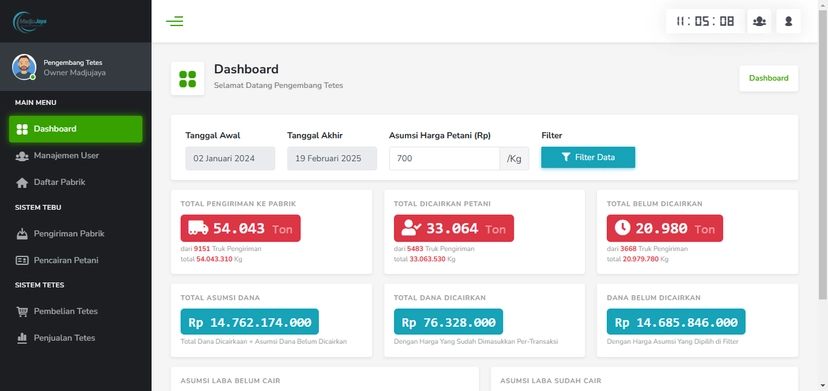 MadjuJaya
11:05:08
Pengembang Tetes
Owner Madjujaya
MAIN MENU
Dashboard
Manajemen User
Daftar Pabrik
SISTEM TEBU
Pengiriman Pabrik
Pencairan Petani
SISTEM TETES
Pembelian Tetes
Penjualan Tetes
Dashboard
Selamat Datang Pengembang Tetes
Dashboard
Tanggal Awal
Tanggal Akhir
Asumsi Harga Petani (Rp)
Filter
02 Januari 2024
19 Februari 2025
700
/Kg
Filter Data
TOTAL PENGIRIMAN KE PABRIK
54.043 Ton
dari 9151 Truk Pengiriman
total 54.043.310 Kg
TOTAL DICAIRKAN PETANI
33.064 Ton
dari 5483 Truk Pengiriman
total 33.063.530 Kg
TOTAL BELUM DICAIRKAN
20.980 Ton
dari 3668 Truk Pengiriman
total 20.979.780 Kg
TOTAL ASUMSI DANA
Rp 14.762.174.000
Total Dana Dicairkaan + Asumsi Dana Belum Dicairkan
TOTAL DANA DICAIRKAN
Rp 76.328.000
Dengan Harga Yang Sudah Dimasukkan Per-Transaksi
DANA BELUM DICAIRKAN
Rp 14.685.846.000
Dengan Harga Asumsi Yang Dipilih di Filter
ASUMSI LABA BELUM CAIR
ASUMSI LABA SUDAH CAIR